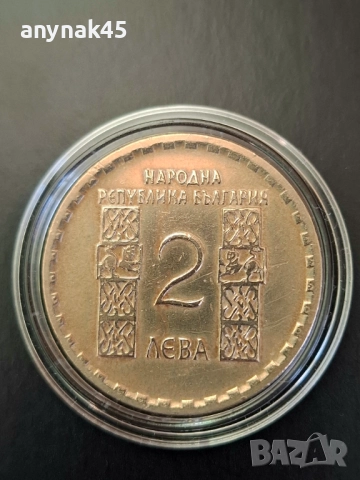 anynak45
НАРОДНА
РЕПУБЛИКА БЪЛГАРИЯ
2
ЛЕВА
BAZAR